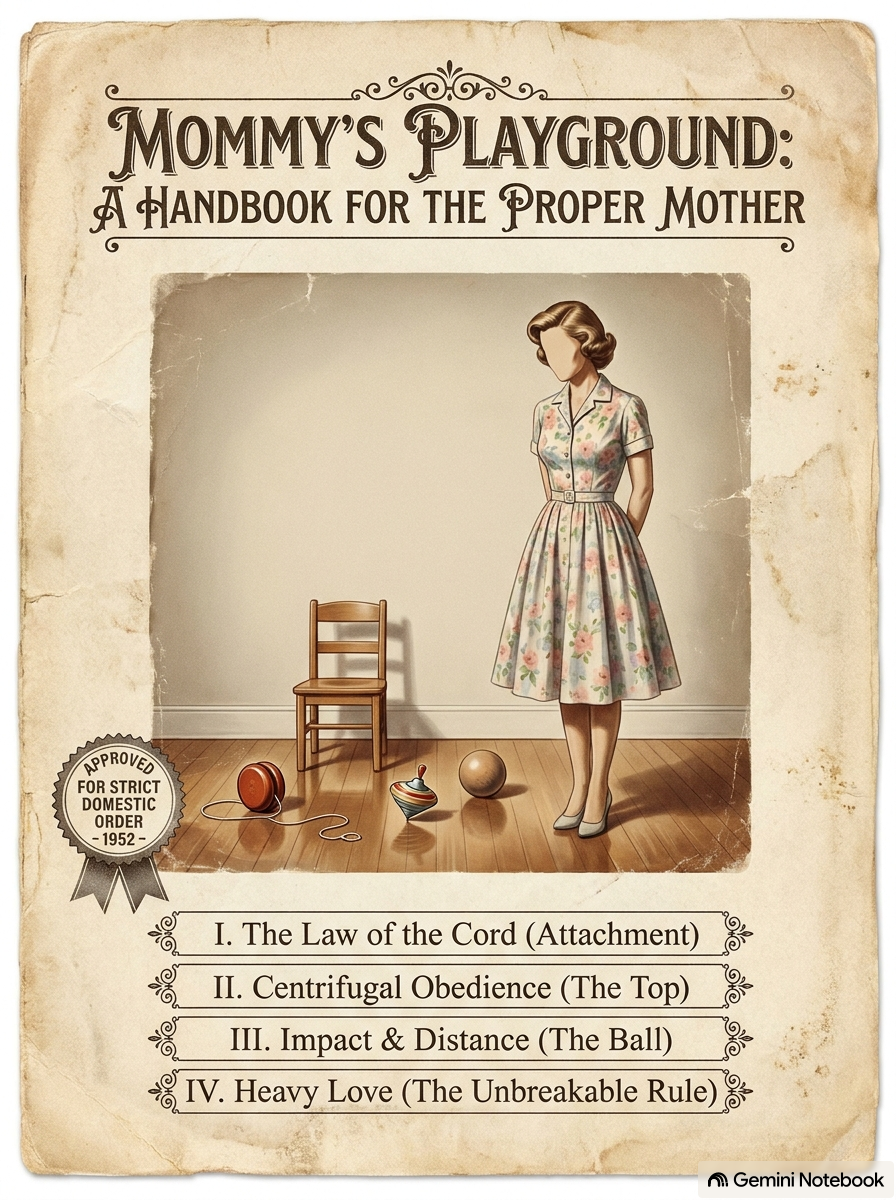 MOMMY'S PLAYGROUND:
A HANDBOOK FOR THE PROPER MOTHER
APPROVED
FOR STRICT
DOMESTIC
ORDER
- 1952 -
I. The Law of the Cord (Attachment)
II. Centrifugal Obedience (The Top)
III. Impact & Distance (The Ball)
IV. Heavy Love (The Unbreakable Rule)
Gemini Notebook